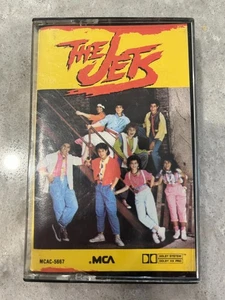 THE
JETS
MCAC-5667
.MCA
DOLBY SYSTEM